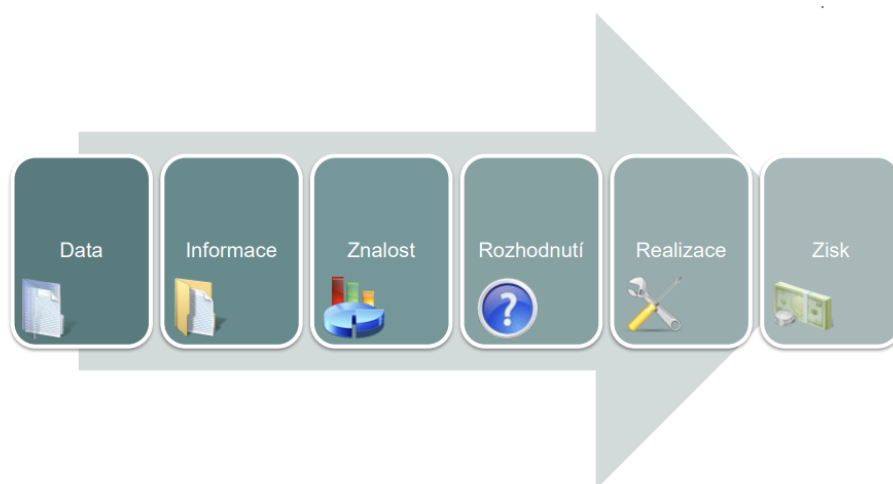 Data
Informace
Znalost
Rozhodnutí
Realizace
Zisk